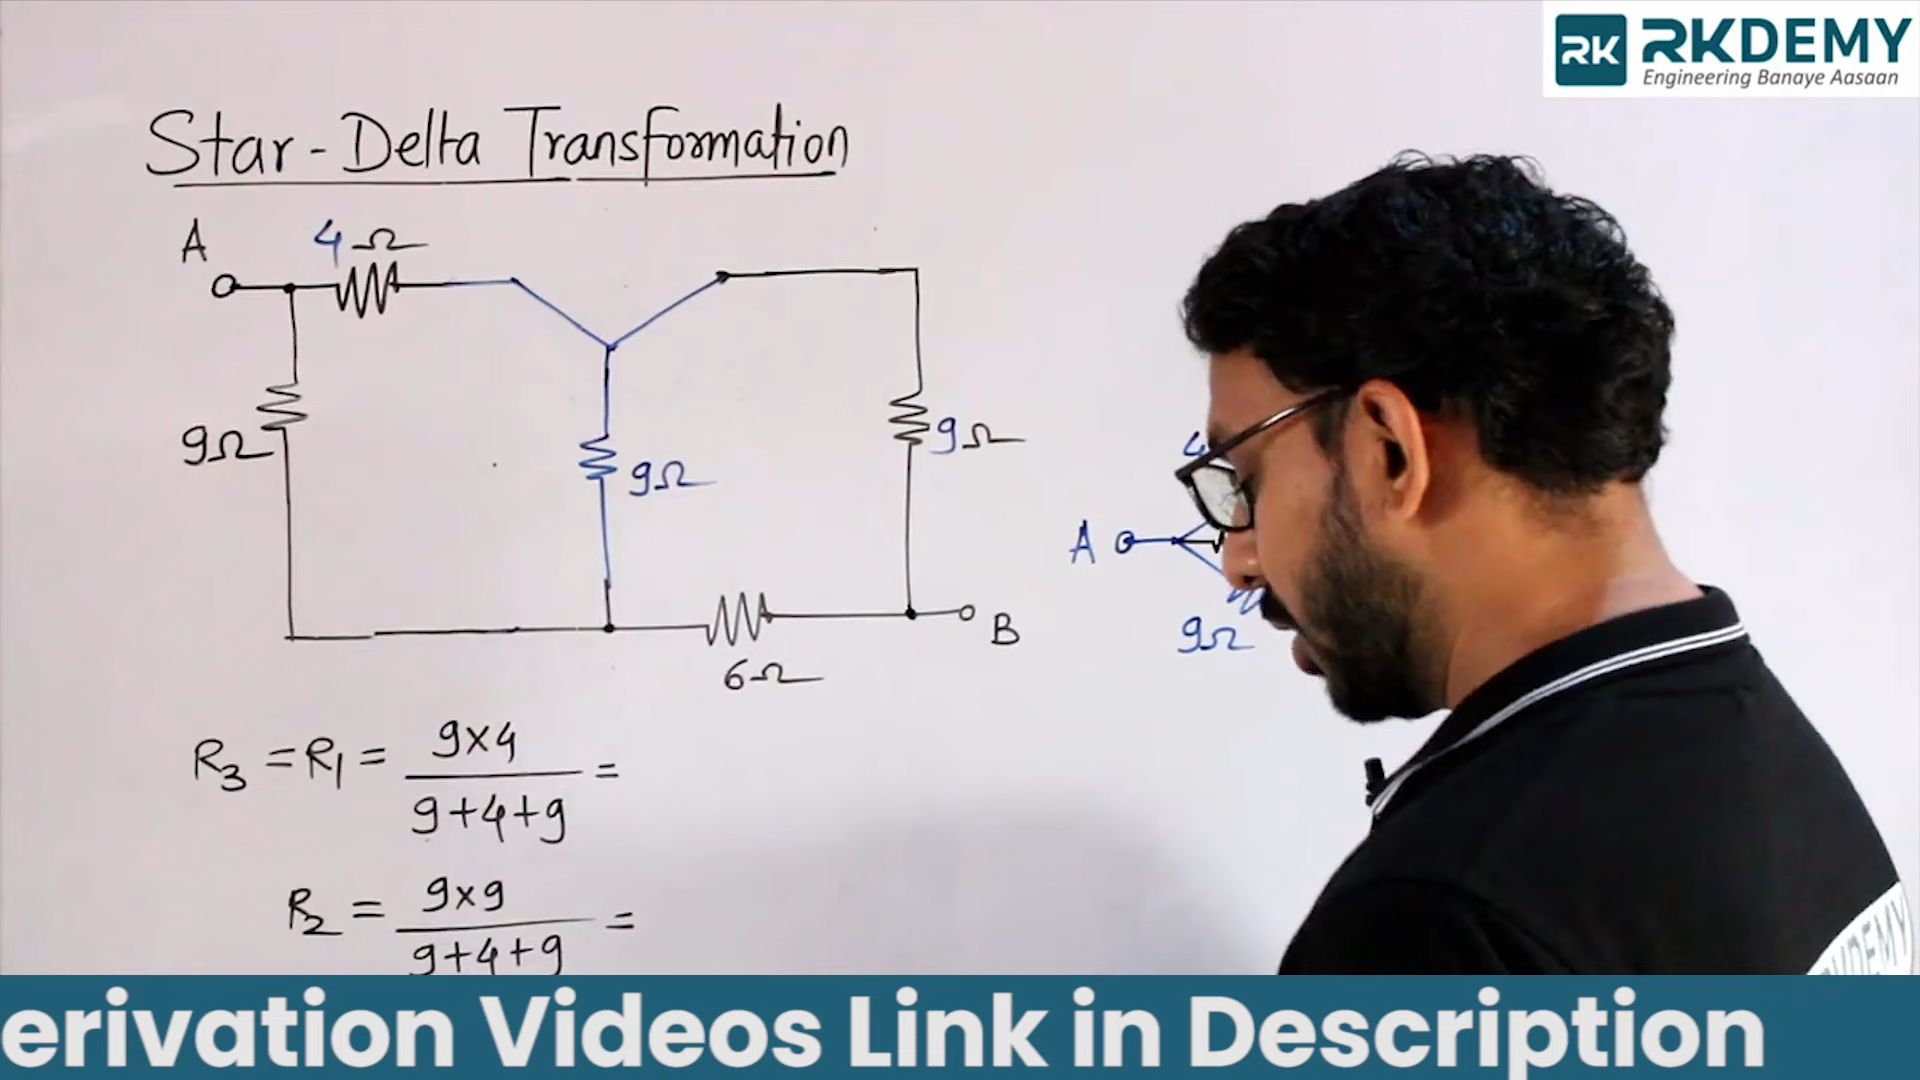 RK RKDEMY
Engineering Banaye Aasaan
Star-Delta Transformation
A 4Ω
9Ω
9Ω
9Ω
6Ω
B
4
A
9Ω
R3 = R1 = 9×4 / 9+4+9 =
R2 = 9×9 / 9+4+9 =
erivation Videos Link in Description